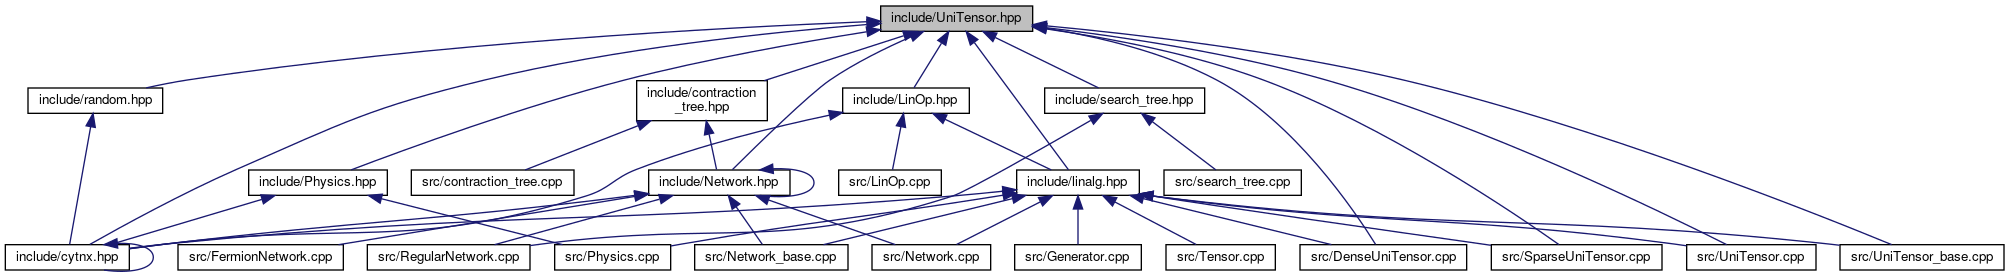 include/UniTensor.hpp
include/random.hpp
include/contraction
_tree.hpp
include/LinOp.hpp
include/search_tree.hpp
include/Physics.hpp
src/contraction_tree.cpp
include/Network.hpp
src/LinOp.cpp
include/linalg.hpp
src/search_tree.cpp
include/cytnx.hpp
src/FermionNetwork.cpp
src/RegularNetwork.cpp
src/Physics.cpp
src/Network_base.cpp
src/Network.cpp
src/Generator.cpp
src/Tensor.cpp
src/DenseUniTensor.cpp
src/SparseUniTensor.cpp
src/UniTensor.cpp
src/UniTensor_base.cpp